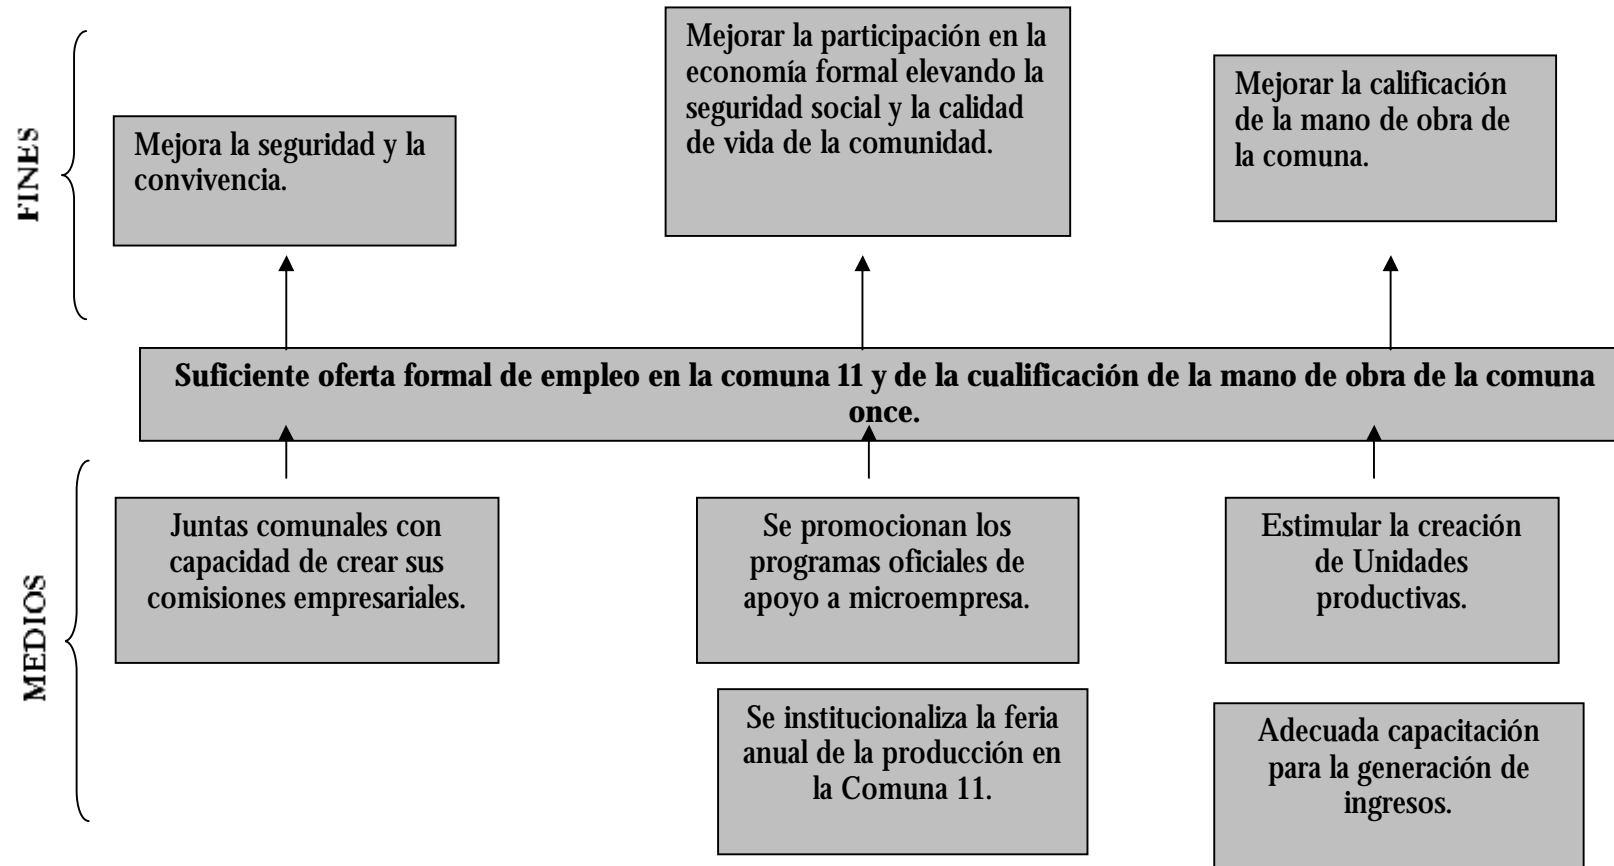 FINES
Mejora la seguridad y la
convivencia.
Mejorar la participación en la
economía formal elevando la
seguridad social y la calidad
de vida de la comunidad.
Mejorar la calificación
de la mano de obra de
la comuna.
Suficiente oferta formal de empleo en la comuna 11 y de la cualificación de la mano de obra de la comuna
once.
MEDIOS
Juntas comunales con
capacidad de crear sus
comisiones empresariales.
Se promocionan los
programas oficiales de
apoyo a microempresa.
Estimular la creación
de Unidades
productivas.
Se institucionaliza la feria
anual de la producción en
la Comuna 11.
Adecuada capacitación
para la generación de
ingresos.